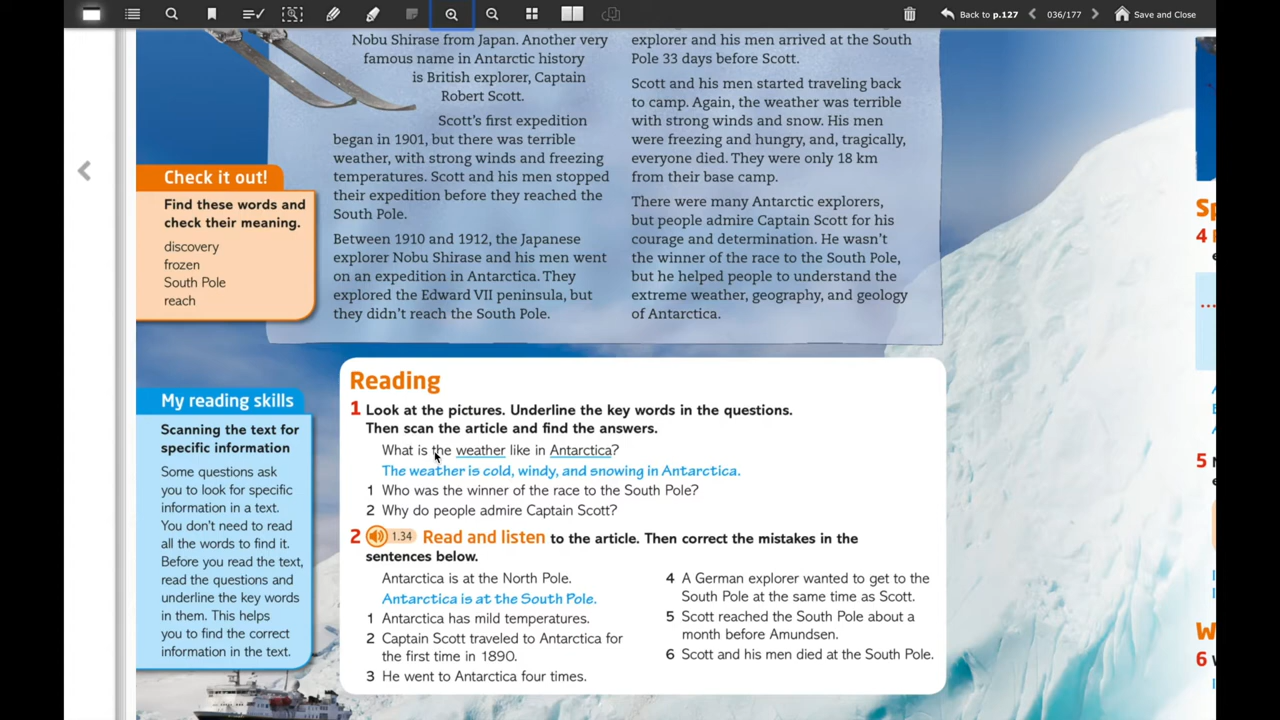 Back to p.127
036/177
Save and Close
Nobu Shirase from Japan. Another very
famous name in Antarctic history
is British explorer, Captain
Robert Scott.
Scott's first expedition
began in 1901, but there was terrible
weather, with strong winds and freezing
temperatures. Scott and his men stopped
their expedition before they reached the
South Pole.
Between 1910 and 1912, the Japanese
explorer Nobu Shirase and his men went
on an expedition in Antarctica. They
explored the Edward VII peninsula, but
they didn't reach the South Pole.
explorer and his men arrived at the South
Pole 33 days before Scott.
Scott and his men started traveling back
to camp. Again, the weather was terrible
with strong winds and snow. His men
were freezing and hungry, and, tragically,
everyone died. They were only 18 km
from their base camp.
There were many Antarctic explorers,
but people admire Captain Scott for his
courage and determination. He wasn't
the winner of the race to the South Pole,
but he helped people to understand the
extreme weather, geography, and geology
of Antarctica.
Check it out!
Find these words and
check their meaning.
discovery
frozen
South Pole
reach
My reading skills
Scanning the text for
specific information
Some questions ask
you to look for specific
information in a text.
You don't need to read
all the words to find it.
Before you read the text,
read the questions and
underline the key words
in them. This helps
you to find the correct
information in the text.
Reading
1 Look at the pictures. Underline the key words in the questions.
Then scan the article and find the answers.
What is the weather like in Antarctica?
The weather is cold, windy, and snowing in Antarctica.
1 Who was the winner of the race to the South Pole?
2 Why do people admire Captain Scott?
2 1.34 Read and listen to the article. Then correct the mistakes in the
sentences below.
Antarctica is at the North Pole.
Antarctica is at the South Pole.
1 Antarctica has mild temperatures.
2 Captain Scott traveled to Antarctica for
the first time in 1890.
3 He went to Antarctica four times.
4 A German explorer wanted to get to the
South Pole at the same time as Scott.
5 Scott reached the South Pole about a
month before Amundsen.
6 Scott and his men died at the South Pole.
Sp
4
5
W
6